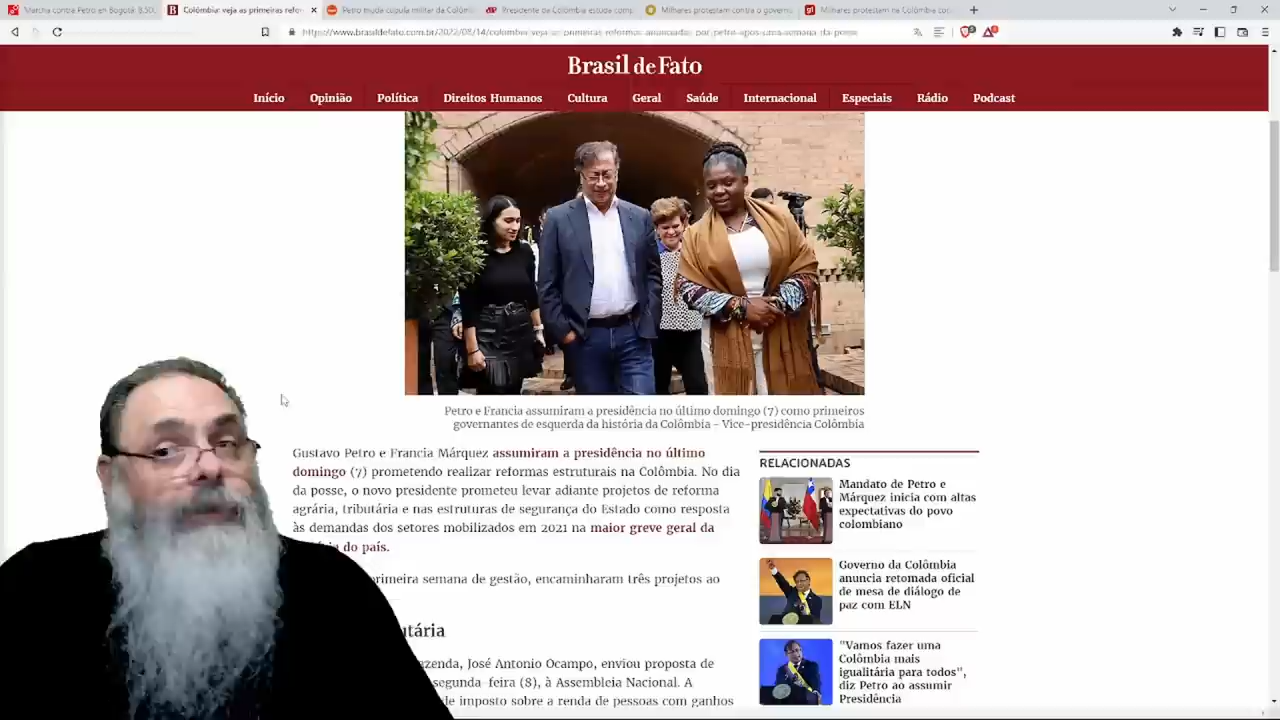 Marcha contra Petro en Bogotá: 8.50
Colômbia: veja as primeiras refor
Petro muda cúpula militar da Colôm
Presidente da Colômbia estuda com
Milhares protestam contra o govern
Milhares protestam na Colômbia con
https://www.brasildefato.com.br/2022/08/14/colombia-veja-as-primeiras-reformas-anunciadas-por-petro-apos-uma-semana-da-posse
Brasil de Fato
Início Opinião Política Direitos Humanos Cultura Geral Saúde Internacional Especiais Rádio Podcast
Petro e Francia assumiram a presidência no último domingo (7) como primeiros
governantes de esquerda da história da Colômbia - Vice-presidência Colômbia
Gustavo Petro e Francia Márquez assumiram a presidência no último
domingo (7) prometendo realizar reformas estruturais na Colômbia. No dia
da posse, o novo presidente prometeu levar adiante projetos de reforma
agrária, tributária e nas estruturas de segurança do Estado como resposta
às demandas dos setores mobilizados em 2021 na maior greve geral da
do país.
primeira semana de gestão, encaminharam três projetos ao
utária
azenda, José Antonio Ocampo, enviou proposta de
segunda-feira (8), à Assembleia Nacional. A
de imposto sobre a renda de pessoas com ganhos
RELACIONADAS
Mandato de Petro e
Márquez inicia com altas
expectativas do povo
colombiano
Governo da Colômbia
anuncia retomada oficial
de mesa de diálogo de
paz com ELN
"Vamos fazer uma
Colômbia mais
igualitária para todos",
diz Petro ao assumir
Presidência